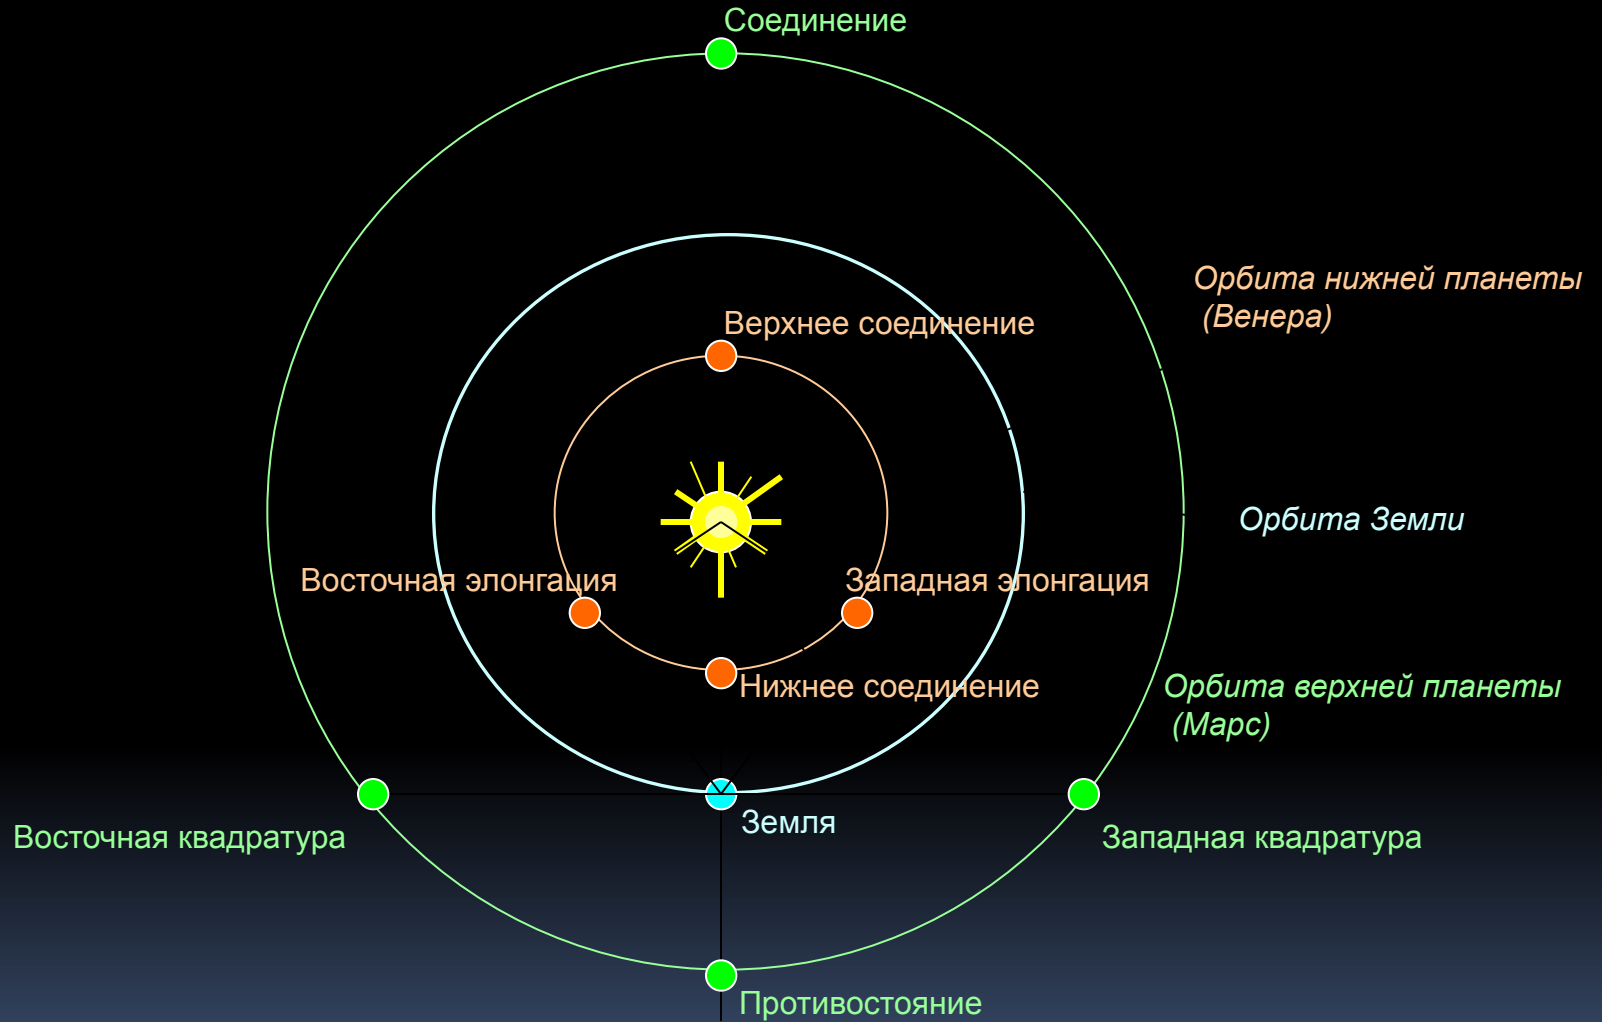 Соединение
Орбита нижней планеты
(Венера)
Верхнее соединение
Орбита Земли
Восточная элонгация
Западная элонгация
Нижнее соединение
Орбита верхней планеты
(Марс)
Земля
Восточная квадратура
Западная квадратура
Противостояние